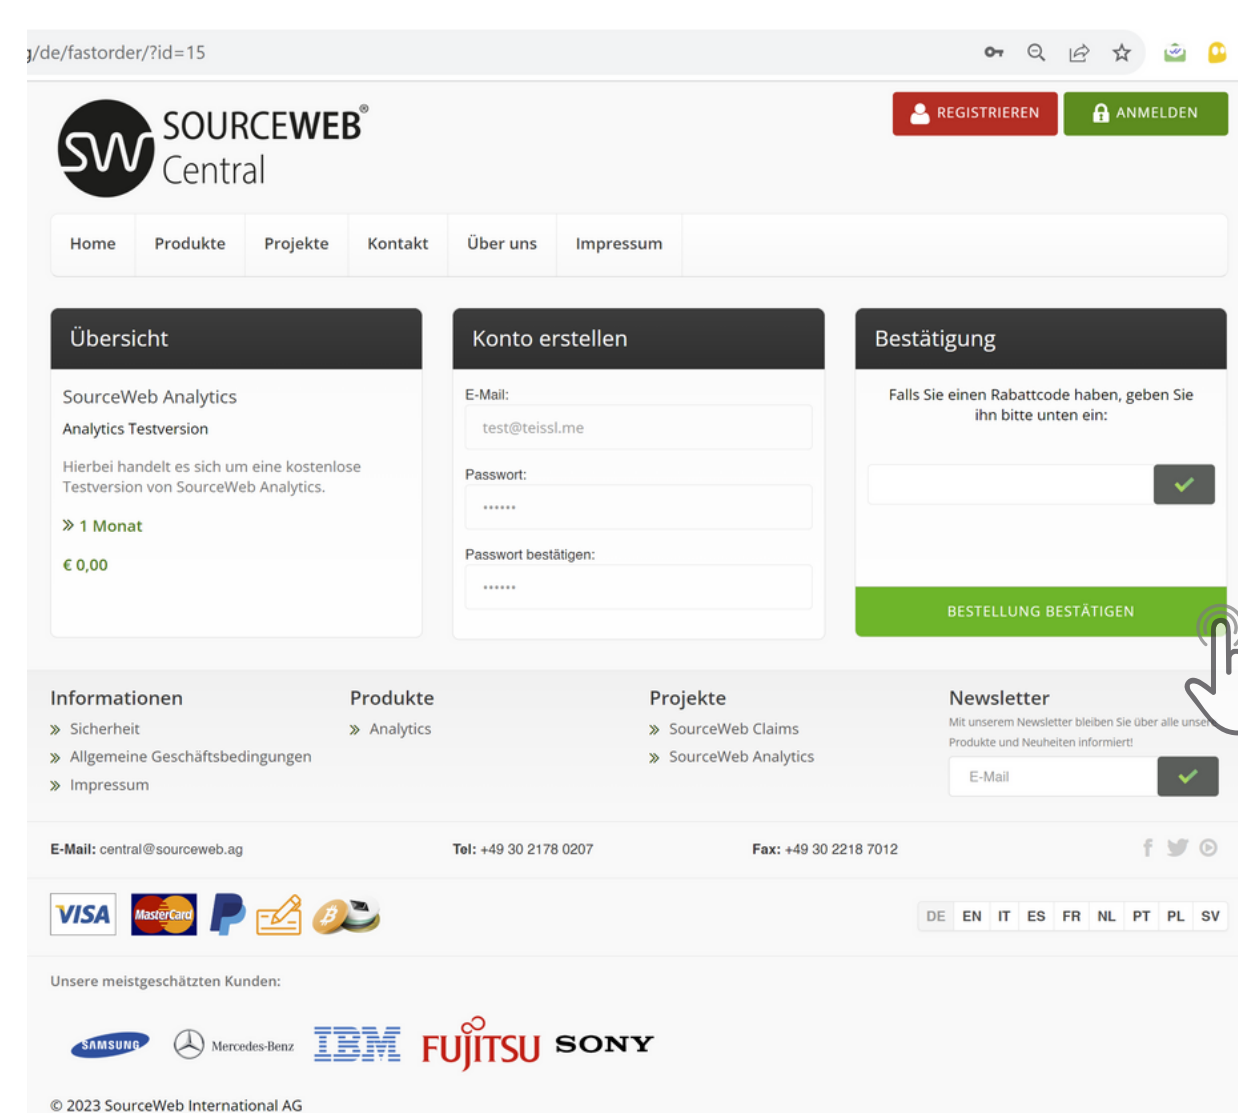 /de/fastorder/?id=15
SW SOURCEWEB®
Central
REGISTRIEREN
ANMELDEN
Home Produkte Projekte Kontakt Über uns Impressum
Übersicht
SourceWeb Analytics
Analytics Testversion
Hierbei handelt es sich um eine kostenlose
Testversion von SourceWeb Analytics.
» 1 Monat
€ 0,00
Konto erstellen
E-Mail:
test@teissl.me
Passwort:
••••••
Passwort bestätigen:
••••••
Bestätigung
Falls Sie einen Rabattcode haben, geben Sie
ihn bitte unten ein:
BESTELLUNG BESTÄTIGEN
Informationen
» Sicherheit
» Allgemeine Geschäftsbedingungen
» Impressum
Produkte
» Analytics
Projekte
» SourceWeb Claims
» SourceWeb Analytics
Newsletter
Mit unserem Newsletter bleiben Sie über alle unsere
Produkte und Neuheiten informiert!
E-Mail
E-Mail: central@sourceweb.ag Tel: +49 30 2178 0207 Fax: +49 30 2218 7012
VISA MasterCard
DE EN IT ES FR NL PT PL SV
Unsere meistgeschätzten Kunden:
SAMSUNG Mercedes-Benz IBM FUJITSU SONY
© 2023 SourceWeb International AG